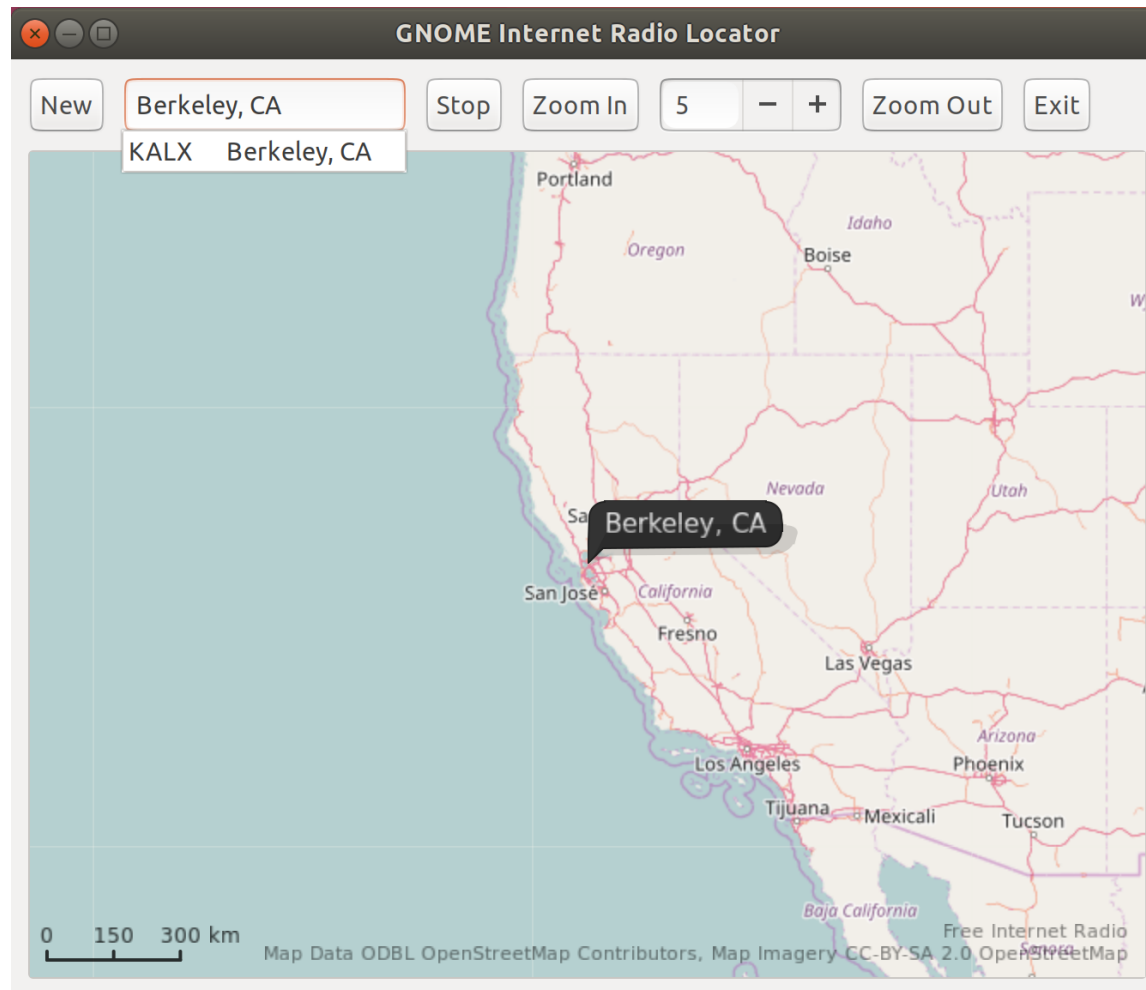 GNOME Internet Radio Locator
New Berkeley, CA Stop Zoom In 5 − + Zoom Out Exit
KALX Berkeley, CA
Portland
Idaho
Oregon
Boise
Nevada
Utah
Berkeley, CA
San José
California
Fresno
Las Vegas
Arizona
Los Angeles
Phoenix
Tijuana
Mexicali
Tucson
Baja California
0 150 300 km
Free Internet Radio
Sonora
Map Data ODBL OpenStreetMap Contributors, Map Imagery CC-BY-SA 2.0 OpenStreetMap